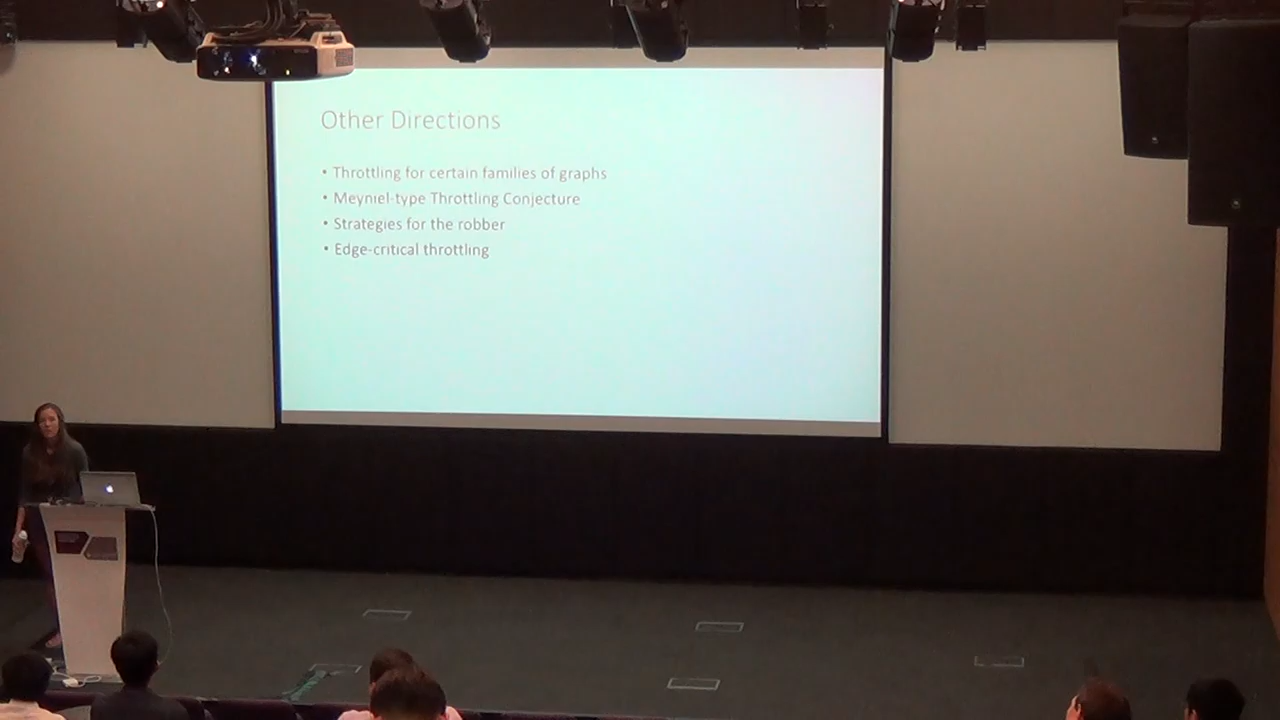 Other Directions
• Throttling for certain families of graphs
• Meyniel-type Throttling Conjecture
• Strategies for the robber
• Edge-critical throttling